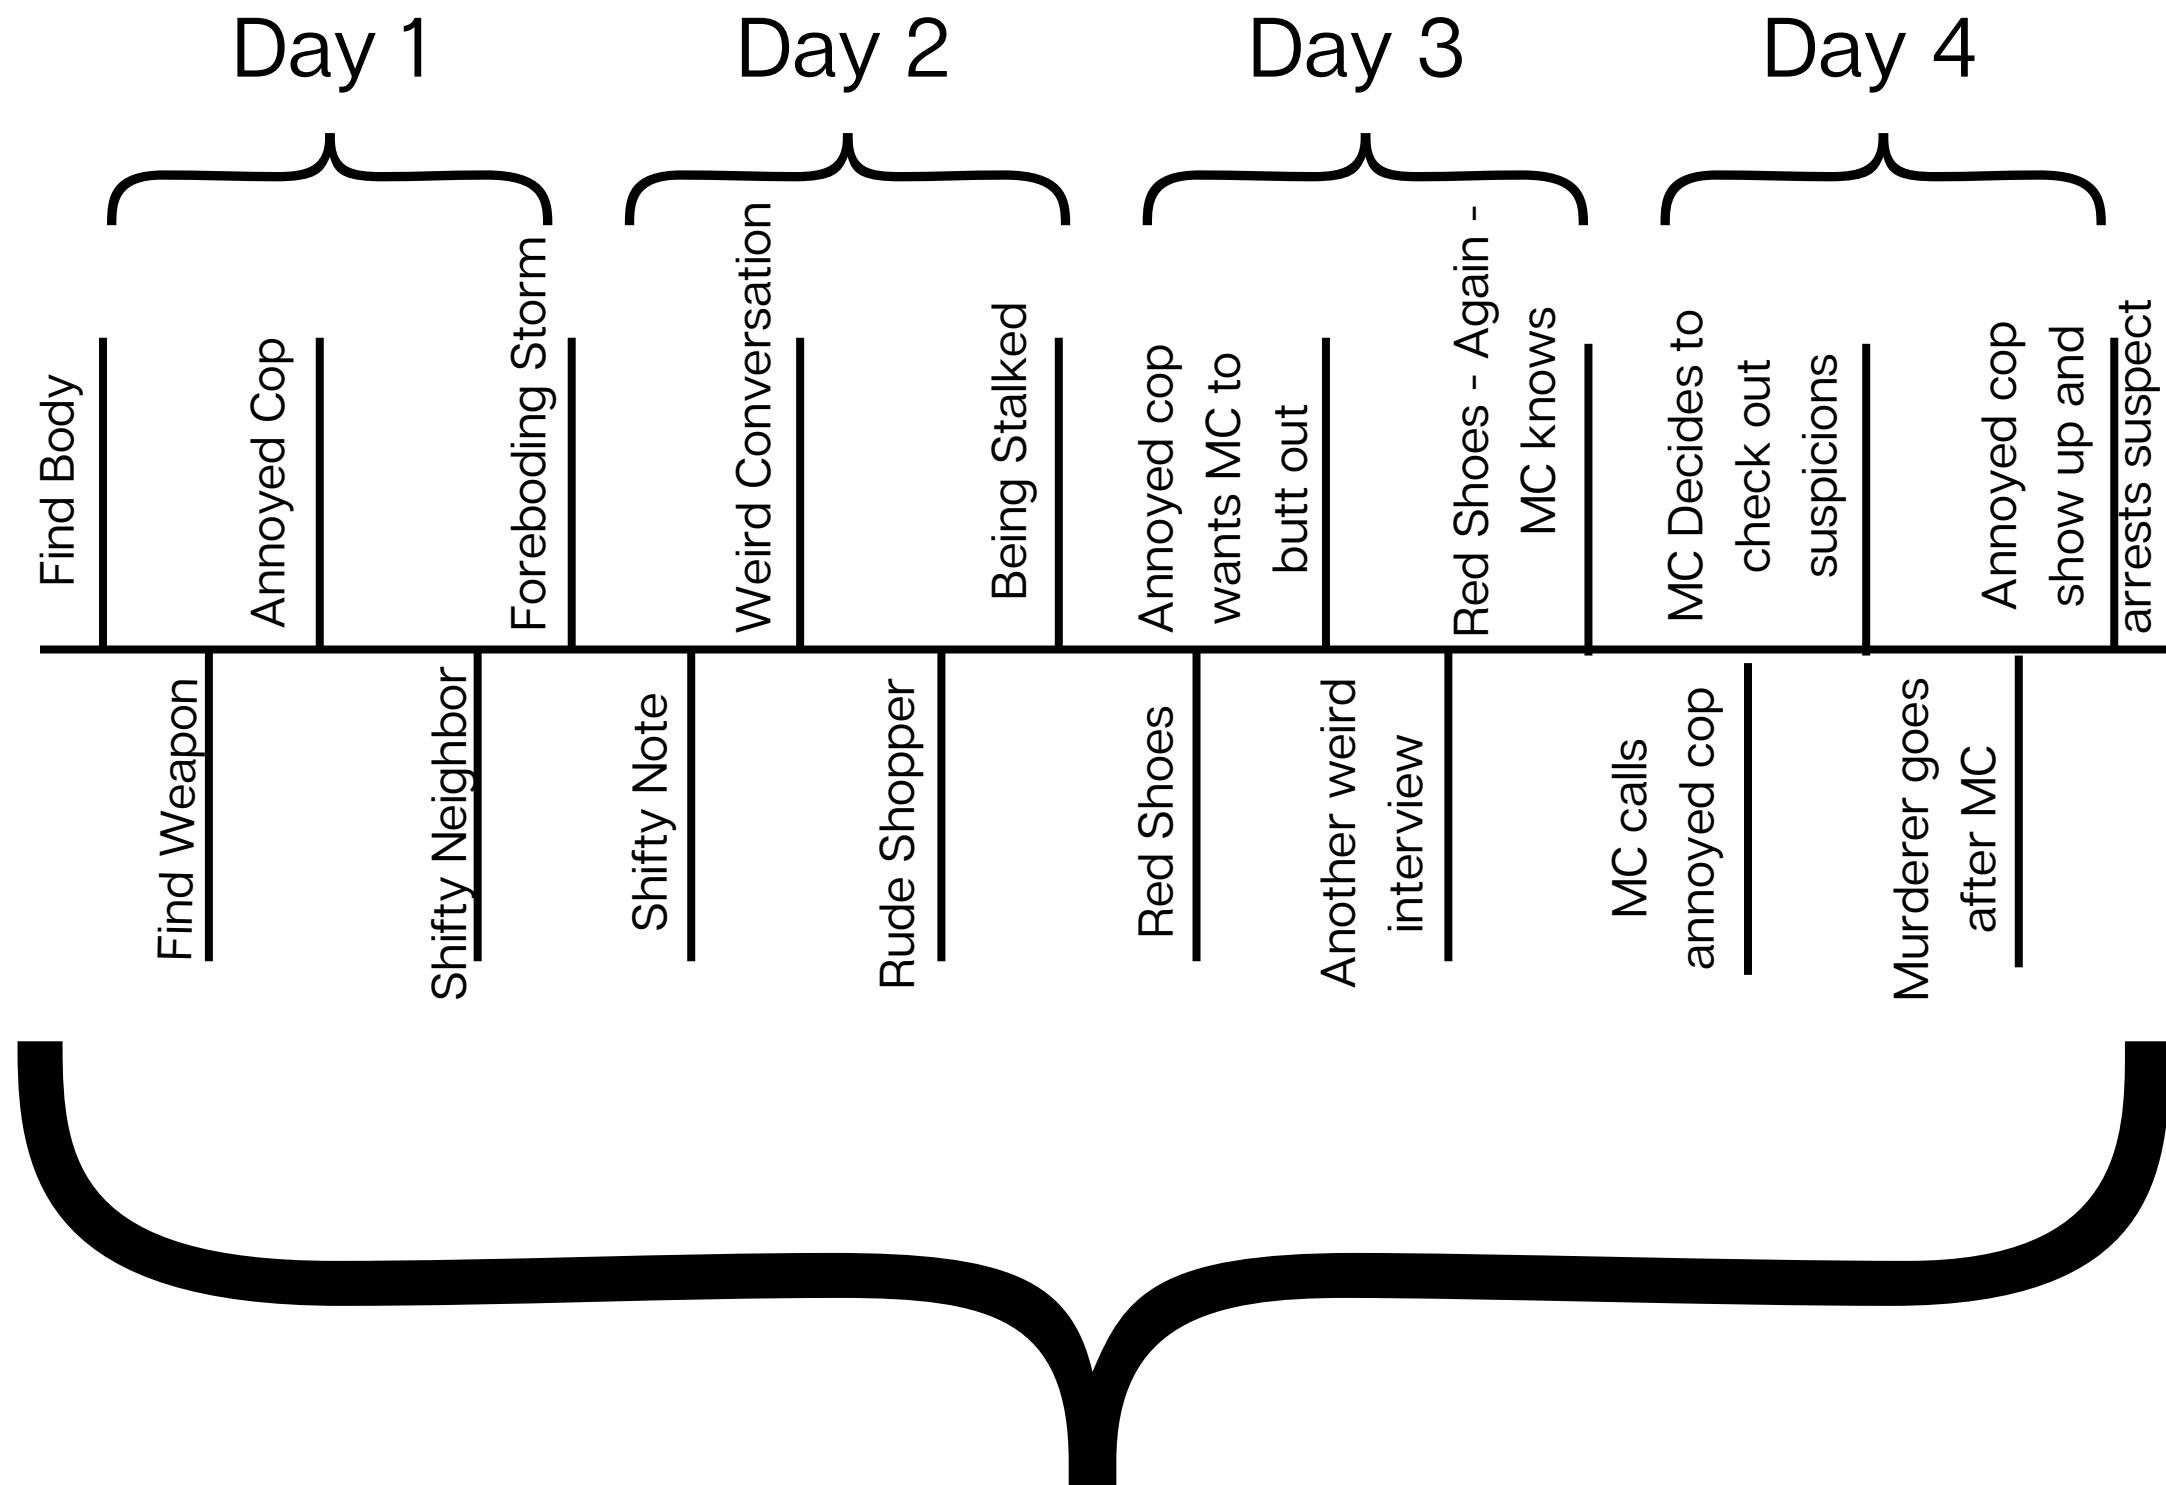 Day 1
Day 2
Day 3
Day 4
Find Body
Annoyed Cop
Foreboding Storm
Weird Conversation
Being Stalked
Annoyed cop
wants MC to
butt out
Red Shoes - Again -
MC knows
MC Decides to
check out
suspicions
Annoyed cop
show up and
arrests suspect
Find Weapon
Shifty Neighbor
Shifty Note
Rude Shopper
Red Shoes
Another weird
interview
MC calls
annoyed cop
Murderer goes
after MC